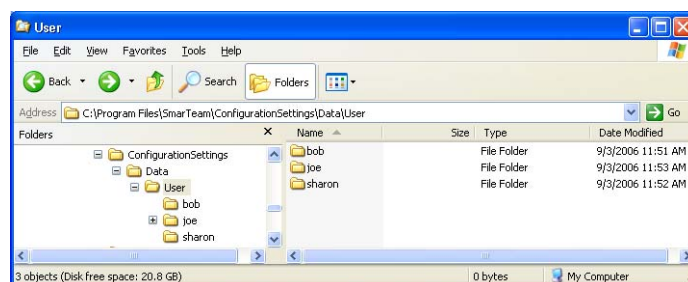 User
File Edit View Favorites Tools Help
Back Search Folders
Address C:\Program Files\SmarTeam\ConfigurationSettings\Data\User Go
Folders Name Size Type Date Modified
ConfigurationSettings
Data
User
bob
joe
sharon
bob File Folder 9/3/2006 11:51 AM
joe File Folder 9/3/2006 11:53 AM
sharon File Folder 9/3/2006 11:52 AM
3 objects (Disk free space: 20.8 GB) 0 bytes My Computer